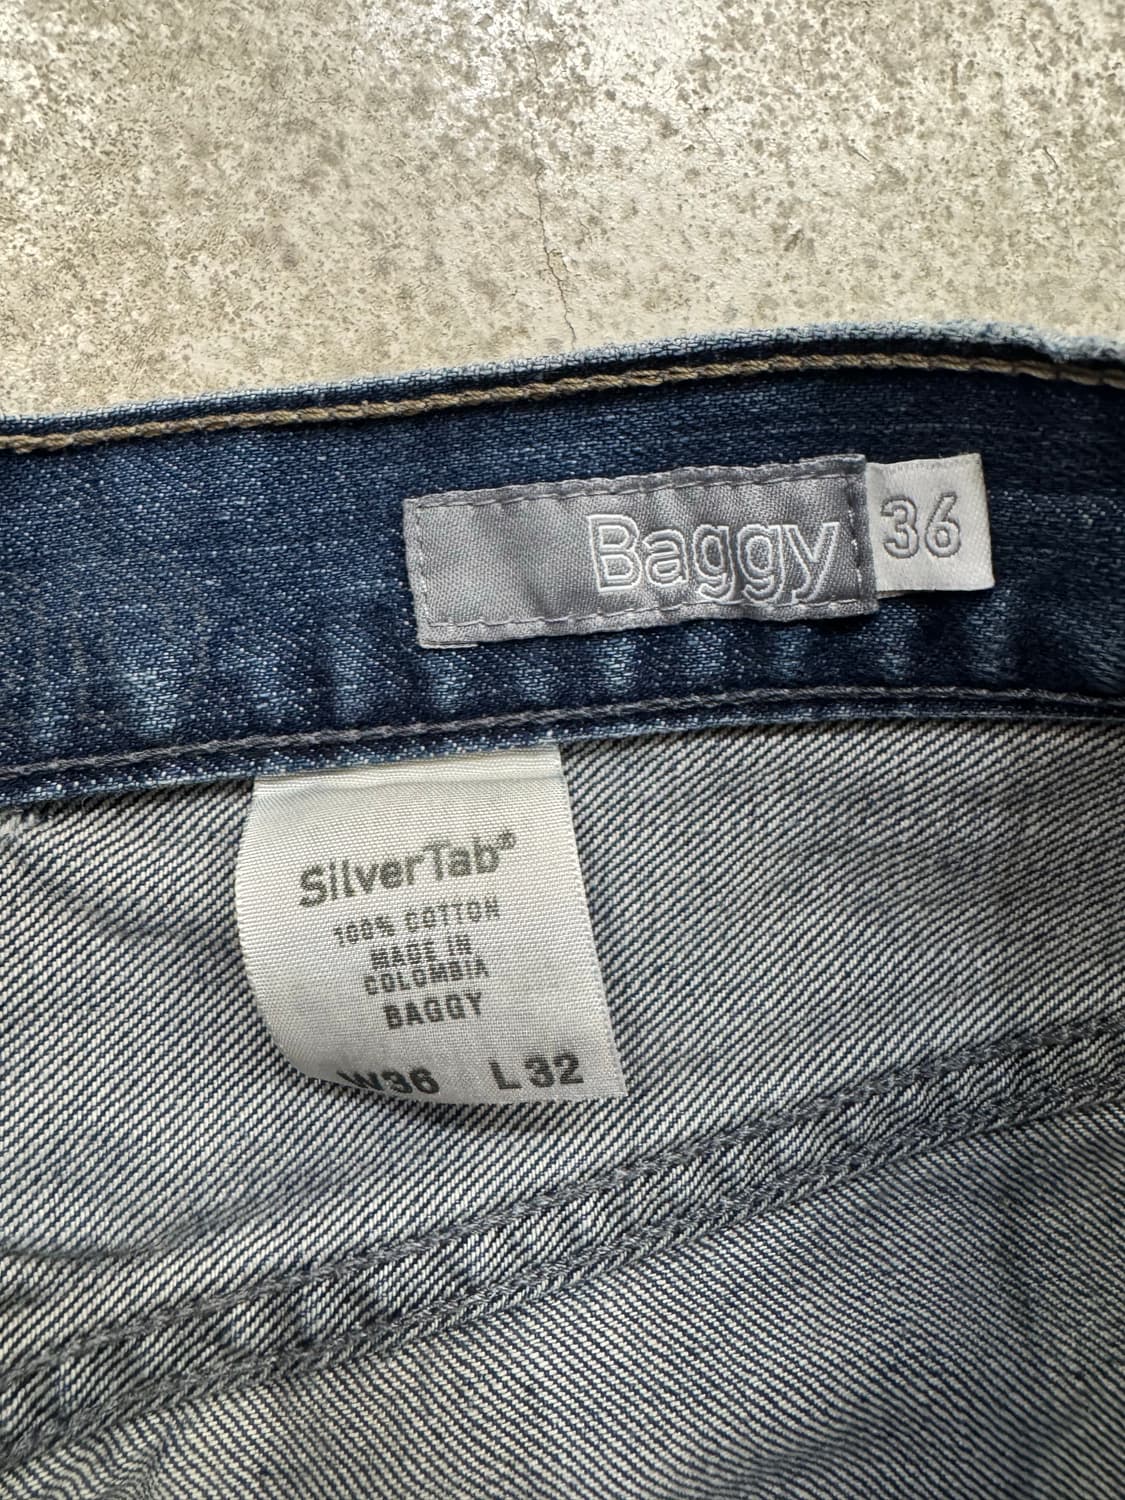 Baggy 36
SilverTab®
100% COTTON
MADE IN
COLOMBIA
BAGGY
W36 L32